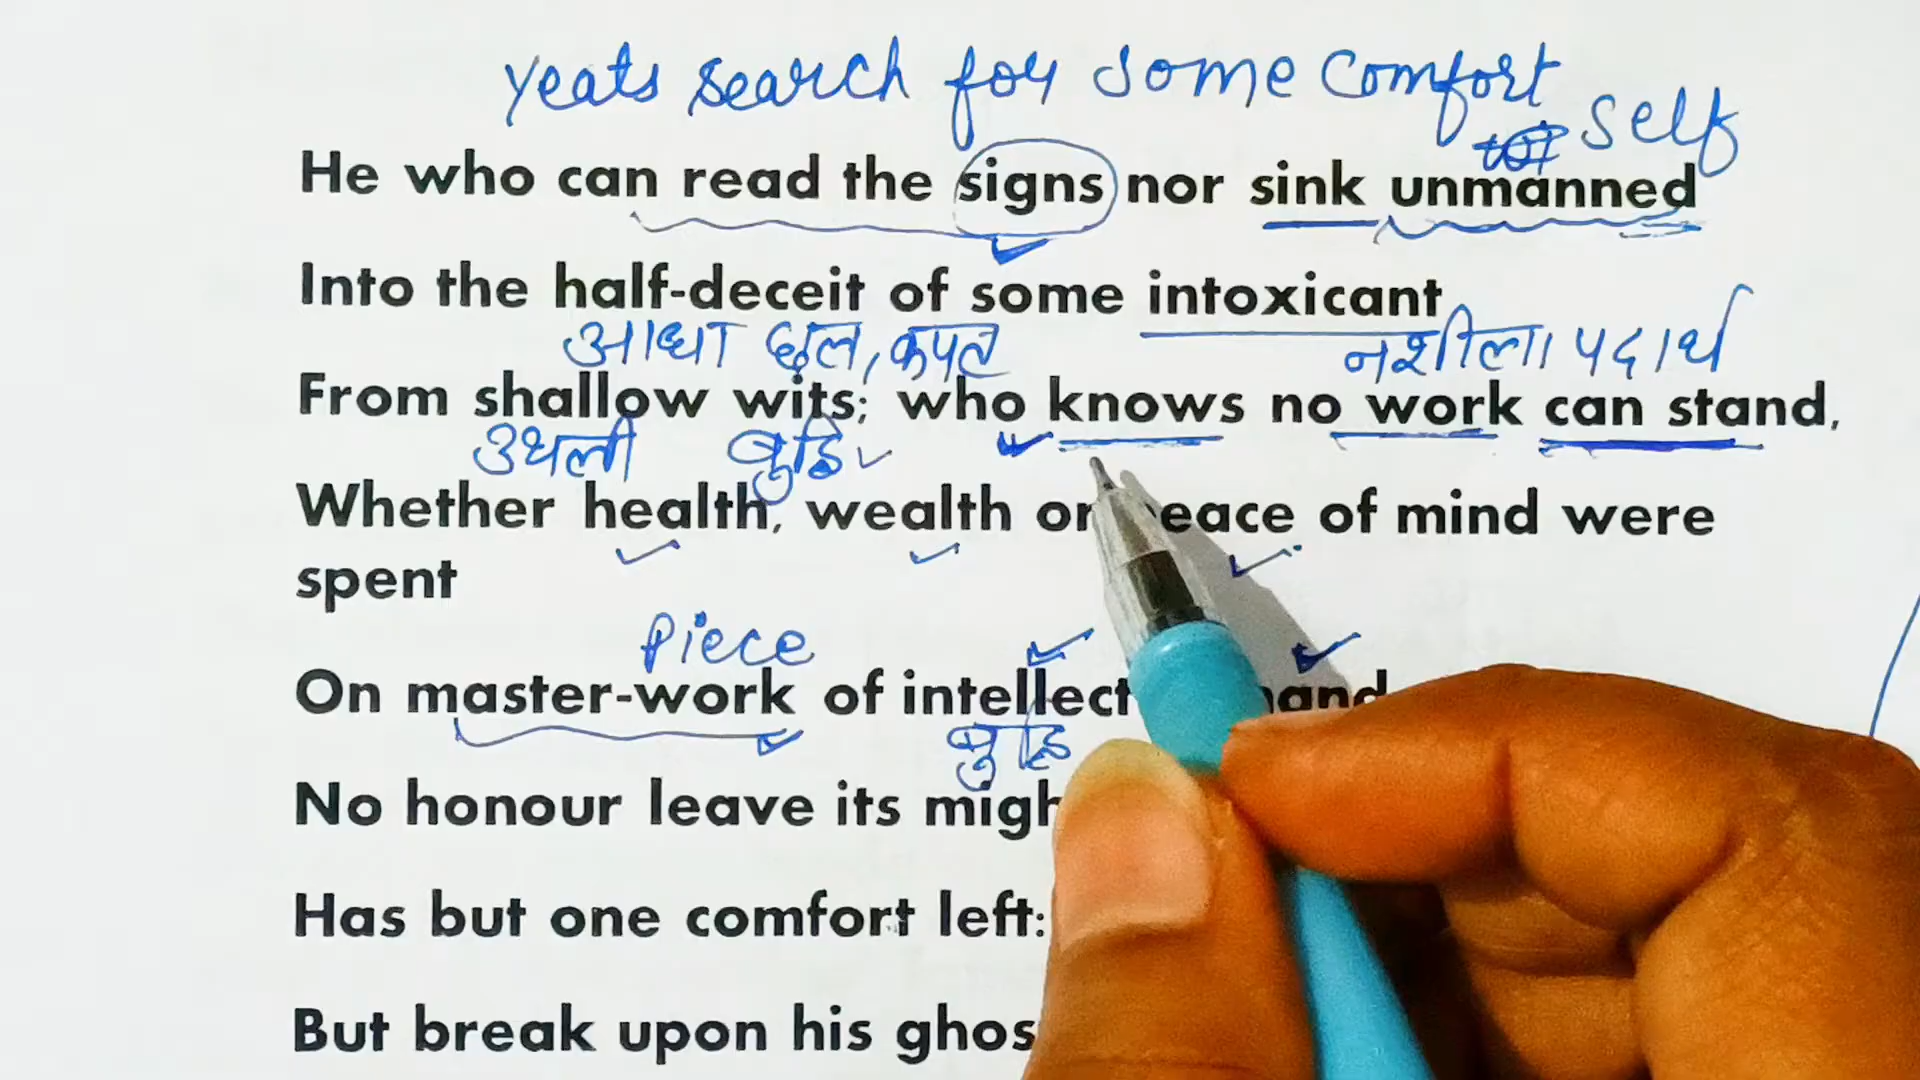 Yeats search for some comfort
self
He who can read the signs nor sink unmanned
Into the half-deceit of some intoxicant
आधा छल, कपट नशीला पदार्थ
From shallow wits; who knows no work can stand,
उथली बुद्धि
Whether health, wealth or peace of mind were
spent
Piece
On master-work of intellect hand
बुद्धि
No honour leave its migh
Has but one comfort left:
But break upon his ghos